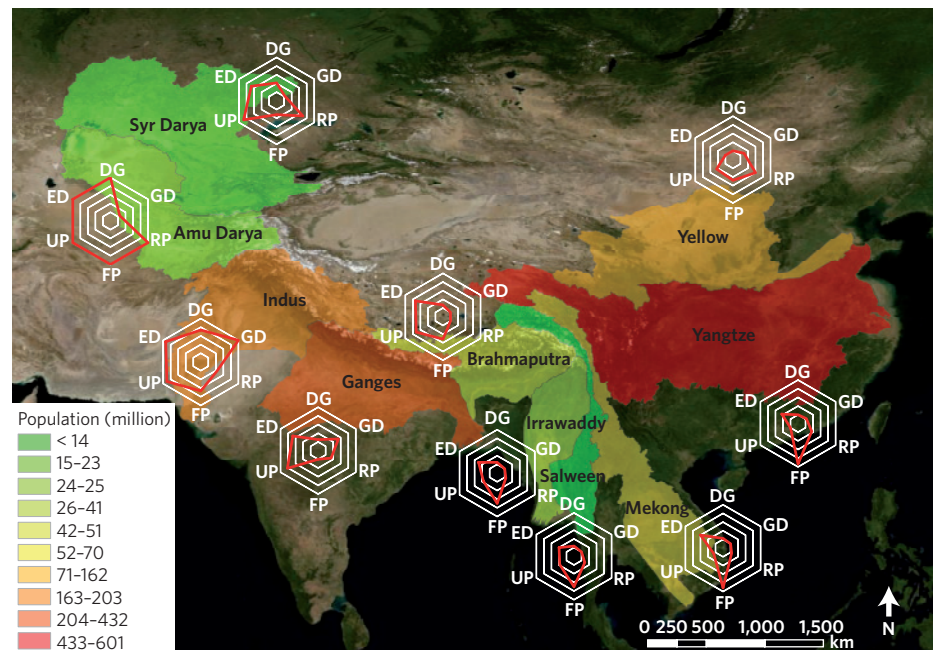 DG
ED GD
UP RP
FP
Syr Darya
DG
ED GD
UP RP
FP
Amu Darya
DG
ED GD
UP RP
FP
Yellow
Indus
DG
ED GD
UP RP
FP
DG
ED GD
UP RP
FP
Brahmaputra
Yangtze
Ganges
DG
ED GD
UP RP
FP
DG
ED GD
UP RP
FP
Irrawaddy
DG
ED GD
UP RP
FP
Salween
DG
ED GD
UP RP
FP
Mekong
DG
ED GD
UP RP
FP
Population (million)
< 14
15–23
24–25
26–41
42–51
52–70
71–162
163–203
204–432
433–601
0 250 500 1,000 1,500
km
N